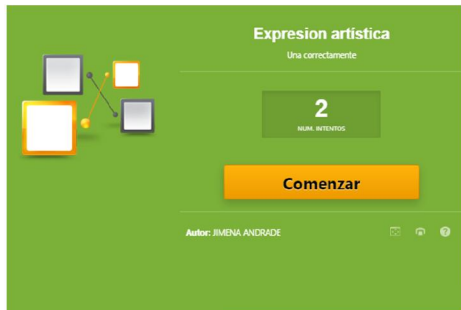 Expresion artística
Una correctamente
2
NUM. INTENTOS
Comenzar
Autor: JIMENA ANDRADE